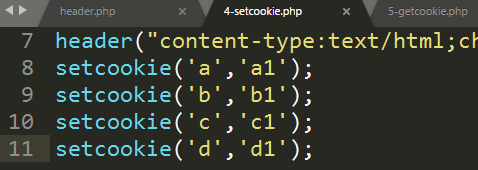 header.php × 4-setcookie.php × 5-getcookie.php
7 header("content-type:text/html;ch
8 setcookie('a','a1');
9 setcookie('b','b1');
10 setcookie('c','c1');
11 setcookie('d','d1');